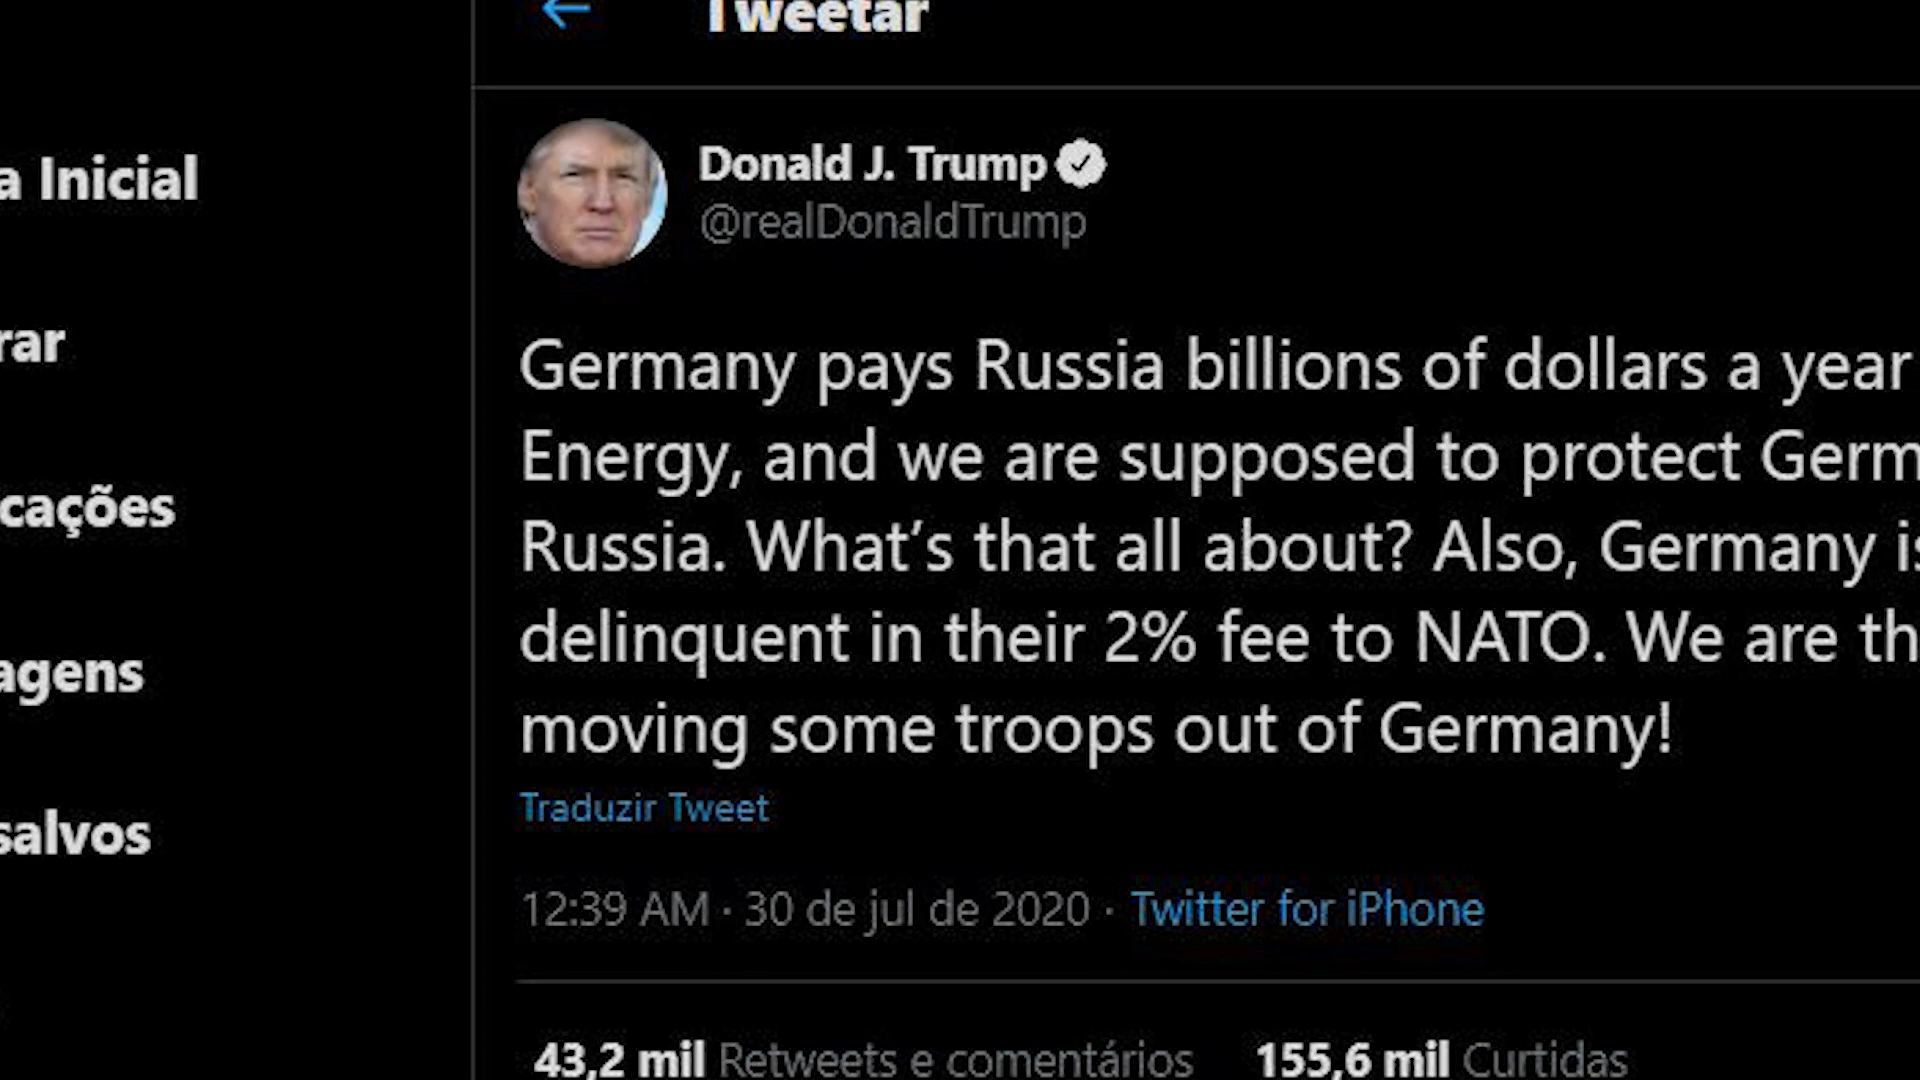 Tweetar
a Inicial
rar
cações
agens
salvos
Donald J. Trump
@realDonaldTrump
Germany pays Russia billions of dollars a year
Energy, and we are supposed to protect Germ
Russia. What’s that all about? Also, Germany is
delinquent in their 2% fee to NATO. We are th
moving some troops out of Germany!
Traduzir Tweet
12:39 AM · 30 de jul de 2020 · Twitter for iPhone
43,2 mil Retweets e comentários 155,6 mil Curtidas